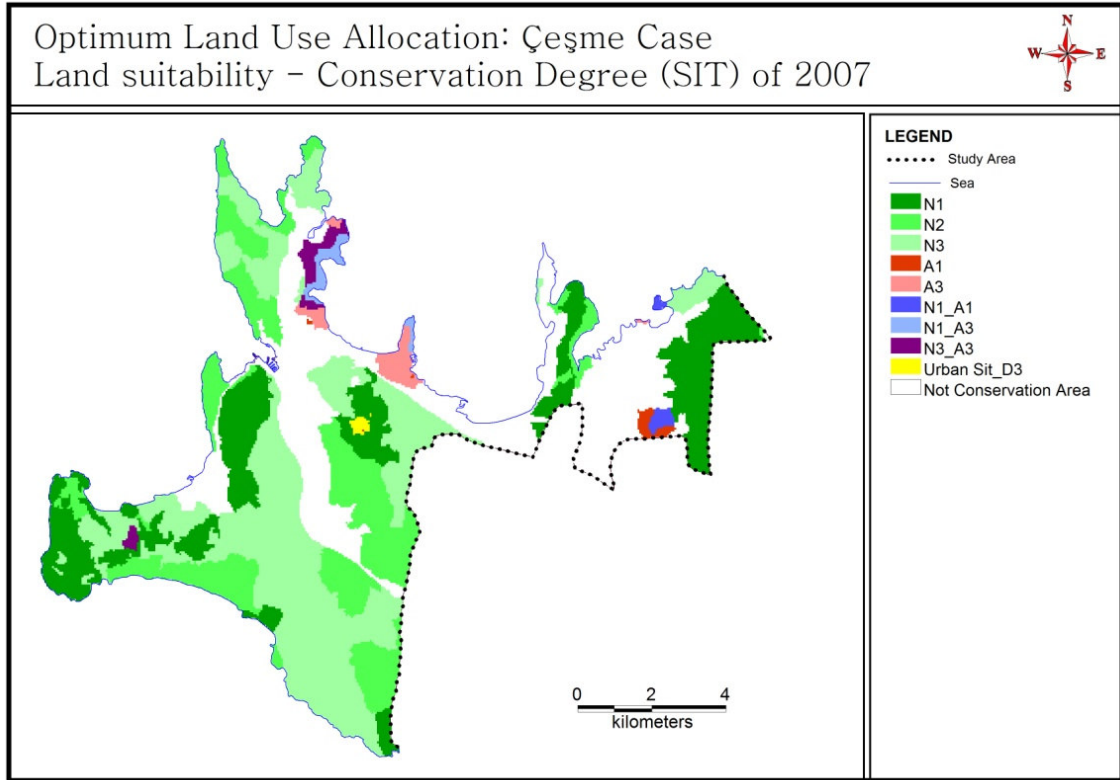 Optimum Land Use Allocation: Çeşme Case
Land suitability - Conservation Degree (SIT) of 2007
N
W E
S
LEGEND
Study Area
Sea
N1
N2
N3
A1
A3
N1_A1
N1_A3
N3_A3
Urban Sit_D3
Not Conservation Area
0 2 4
kilometers